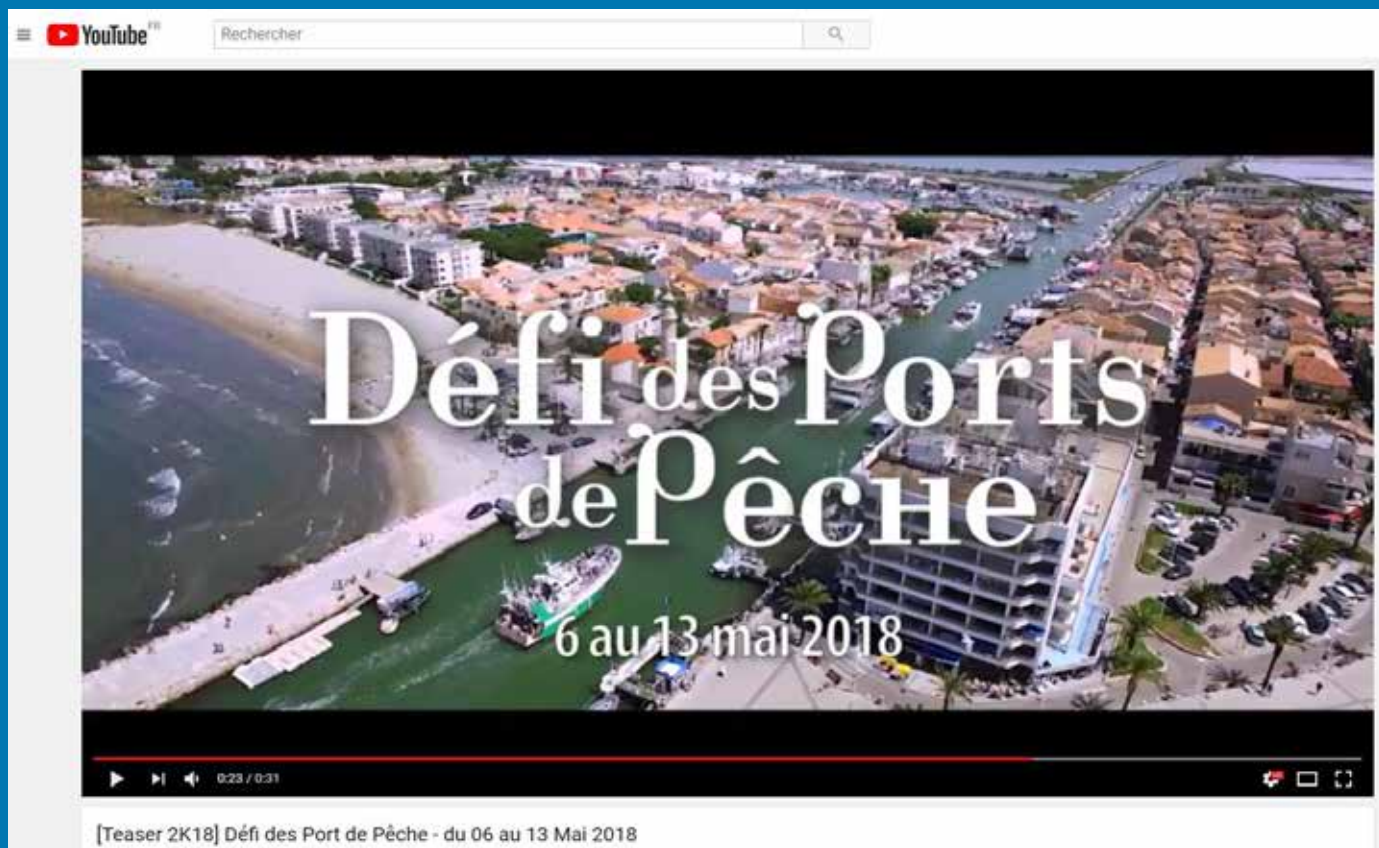 YouTube FR
Rechercher
Défi des Ports
de Pêche
6 au 13 mai 2018
0:23 / 0:31
[Teaser 2K18] Défi des Port de Pêche - du 06 au 13 Mai 2018